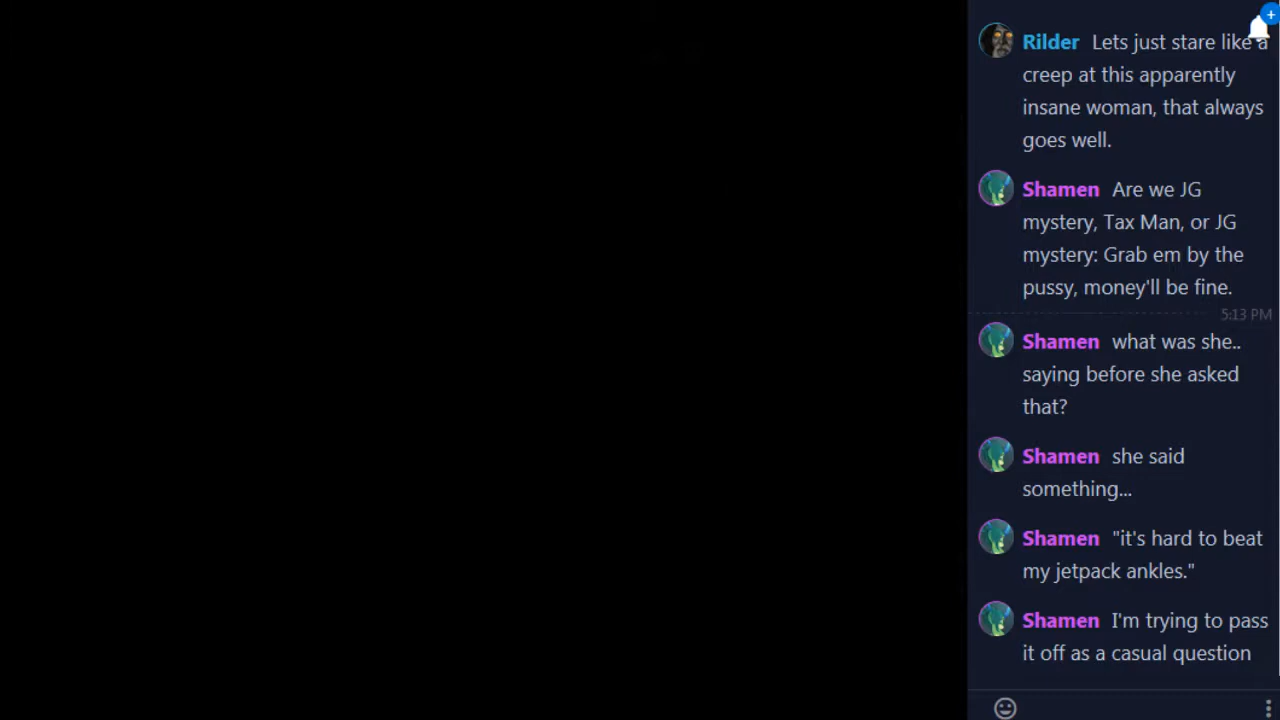 Rilder Lets just stare like a
creep at this apparently
insane woman, that always
goes well.
Shamen Are we JG
mystery, Tax Man, or JG
mystery: Grab em by the
pussy, money'll be fine.
5:13 PM
Shamen what was she..
saying before she asked
that?
Shamen she said
something...
Shamen "it's hard to beat
my jetpack ankles."
Shamen I'm trying to pass
it off as a casual question